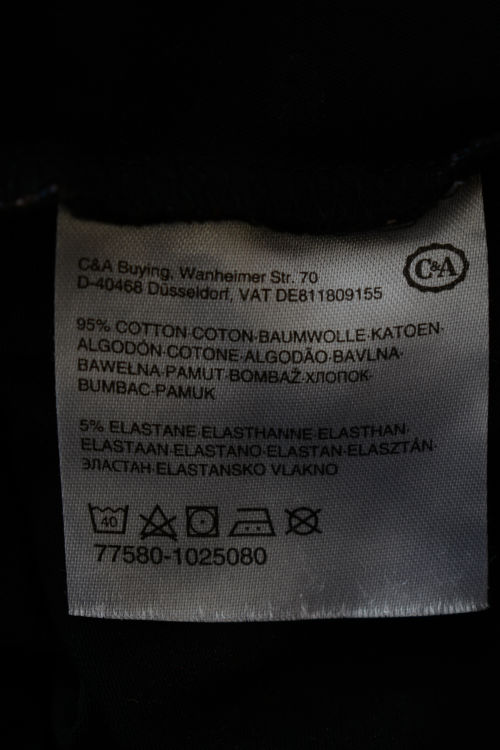 C&A Buying, Wanheimer Str. 70
D-40468 Düsseldorf, VAT DE811809155
C&A
95% COTTON·COTON·BAUMWOLLE·KATOEN·
ALGODÓN·COTONE·ALGODÃO·BAVLNA·
BAWEŁNA·PAMUT·BOMBAŽ·ХЛОПОК·
BUMBAC·PAMUK
5% ELASTANE·ELASTHANNE·ELASTHAN·
ELASTAAN·ELASTANO·ELASTAN·ELASZTÁN·
ЭЛАСТАН·ELASTANSKO VLAKNO
40
77580-1025080